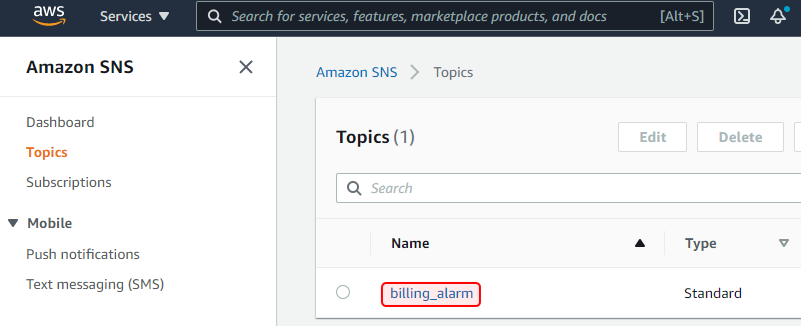 aws
Services
Search for services, features, marketplace products, and docs [Alt+S]
Amazon SNS
Dashboard
Topics
Subscriptions
Mobile
Push notifications
Text messaging (SMS)
Amazon SNS
Topics
Topics (1)
Edit
Delete
Search
Name
Type
billing_alarm
Standard